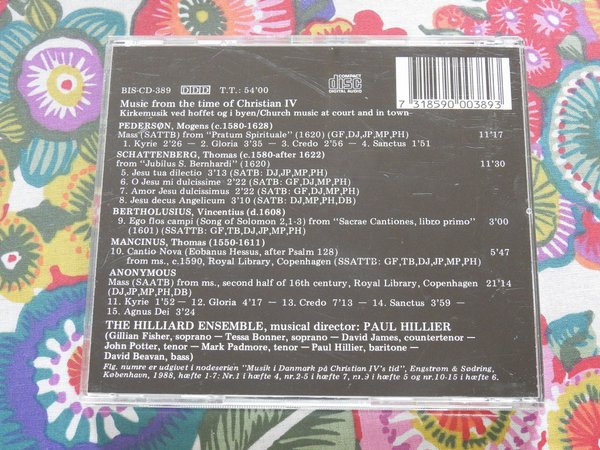 BIS-CD-389 DDD T.T.: 54'00
COMPACT
disc
DIGITAL AUDIO
7 318590 003893
Music from the time of Christian IV
Kirkemusik ved hoffet og i byen/Church music at court and in town
PEDERSØN, Mogens (c.1580-1628)
Mass (SATTB) from "Pratum Spirituale" (1620) (GF,DJ,JP,MP,PH) 11'17
1. Kyrie 2'26 — 2. Gloria 3'35 — 3. Credo 2'56 — 4. Sanctus 1'51
SCHATTENBERG, Thomas (c.1580-after 1622)
from "Jubilus S. Bernhardi" (1620) 11'30
5. Jesu tua dilectio 3'13 (SATB: DJ,JP,MP,PH)
6. O Jesu mi dulcissime 2'22 (SATB: GF,DJ,MP,PH)
7. Amor Jesu dulcissimus 2'22 (SATB: GF,DJ,MP,PH)
8. Jesu decus Angelicum 3'10 (SATB: DJ,MP,PH,DB)
BERTHOLUSIUS, Vincentius (d.1608)
9. Ego flos campi (Song of Solomon 2,1-3) from "Sacrae Cantiones, libro primo" 3'00
(1601) (SSATTB: GF,TB,DJ,JP,MP,PH)
MANCINUS, Thomas (1550-1611)
10. Cantio Nova (Eobanus Hessus, after Psalm 128) 5'47
from ms., c.1590, Royal Library, Copenhagen (SSATTB: GF,TB,DJ,JP,MP,PH)
ANONYMOUS
Mass (SAATB) from ms., second half of 16th century, Royal Library, Copenhagen 21'14
(DJ,JP,MP,PH,DB)
11. Kyrie 1'52 — 12. Gloria 4'17 — 13. Credo 7'13 — 14. Sanctus 3'59 —
15. Agnus Dei 3'24
THE HILLIARD ENSEMBLE, musical director: PAUL HILLIER
(Gillian Fisher, soprano — Tessa Bonner, soprano — David James, countertenor —
John Potter, tenor — Mark Padmore, tenor — Paul Hillier, baritone —
David Beavan, bass)
Flg. numre er udgivet i nodeserien "Musik i Danmark på Christian IV's tid", Engstrøm & Sødring,
København, 1988, hæfte 1-7: Nr.1 i hæfte 4, nr.2-5 i hæfte 7, nr.9 i hæfte 5 og nr.10-15 i hæfte 6.